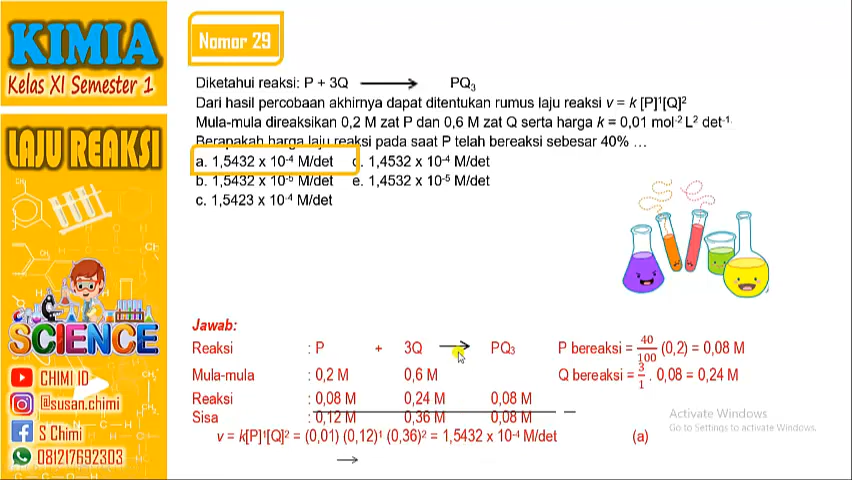 KIMIA
Kelas XI Semester 1
LAJU REAKSI
SCIENCE
CHIMI ID
@susan.chimi
S Chimi
081217692303
Nomor 29
Diketahui reaksi: P + 3Q ⟶ PQ₃
Dari hasil percobaan akhirnya dapat ditentukan rumus laju reaksi v = k [P]¹[Q]²
Mula-mula direaksikan 0,2 M zat P dan 0,6 M zat Q serta harga k = 0,01 mol⁻² L² det⁻¹.
Berapakah harga laju reaksi pada saat P telah bereaksi sebesar 40% ...
a. 1,5432 x 10⁻⁴ M/det d. 1,4532 x 10⁻⁴ M/det
b. 1,5432 x 10⁻⁵ M/det e. 1,4532 x 10⁻⁵ M/det
c. 1,5423 x 10⁻⁴ M/det
Jawab:
Reaksi : P + 3Q ⟶ PQ₃ P bereaksi = 40/100 (0,2) = 0,08 M
Mula-mula : 0,2 M 0,6 M Q bereaksi = 3/1 . 0,08 = 0,24 M
Reaksi : 0,08 M 0,24 M 0,08 M
Sisa : 0,12 M 0,36 M 0,08 M
v = k[P]¹[Q]² = (0,01) (0,12)¹ (0,36)² = 1,5432 x 10⁻⁴ M/det (a)
Activate Windows
Go to Settings to activate Windows.